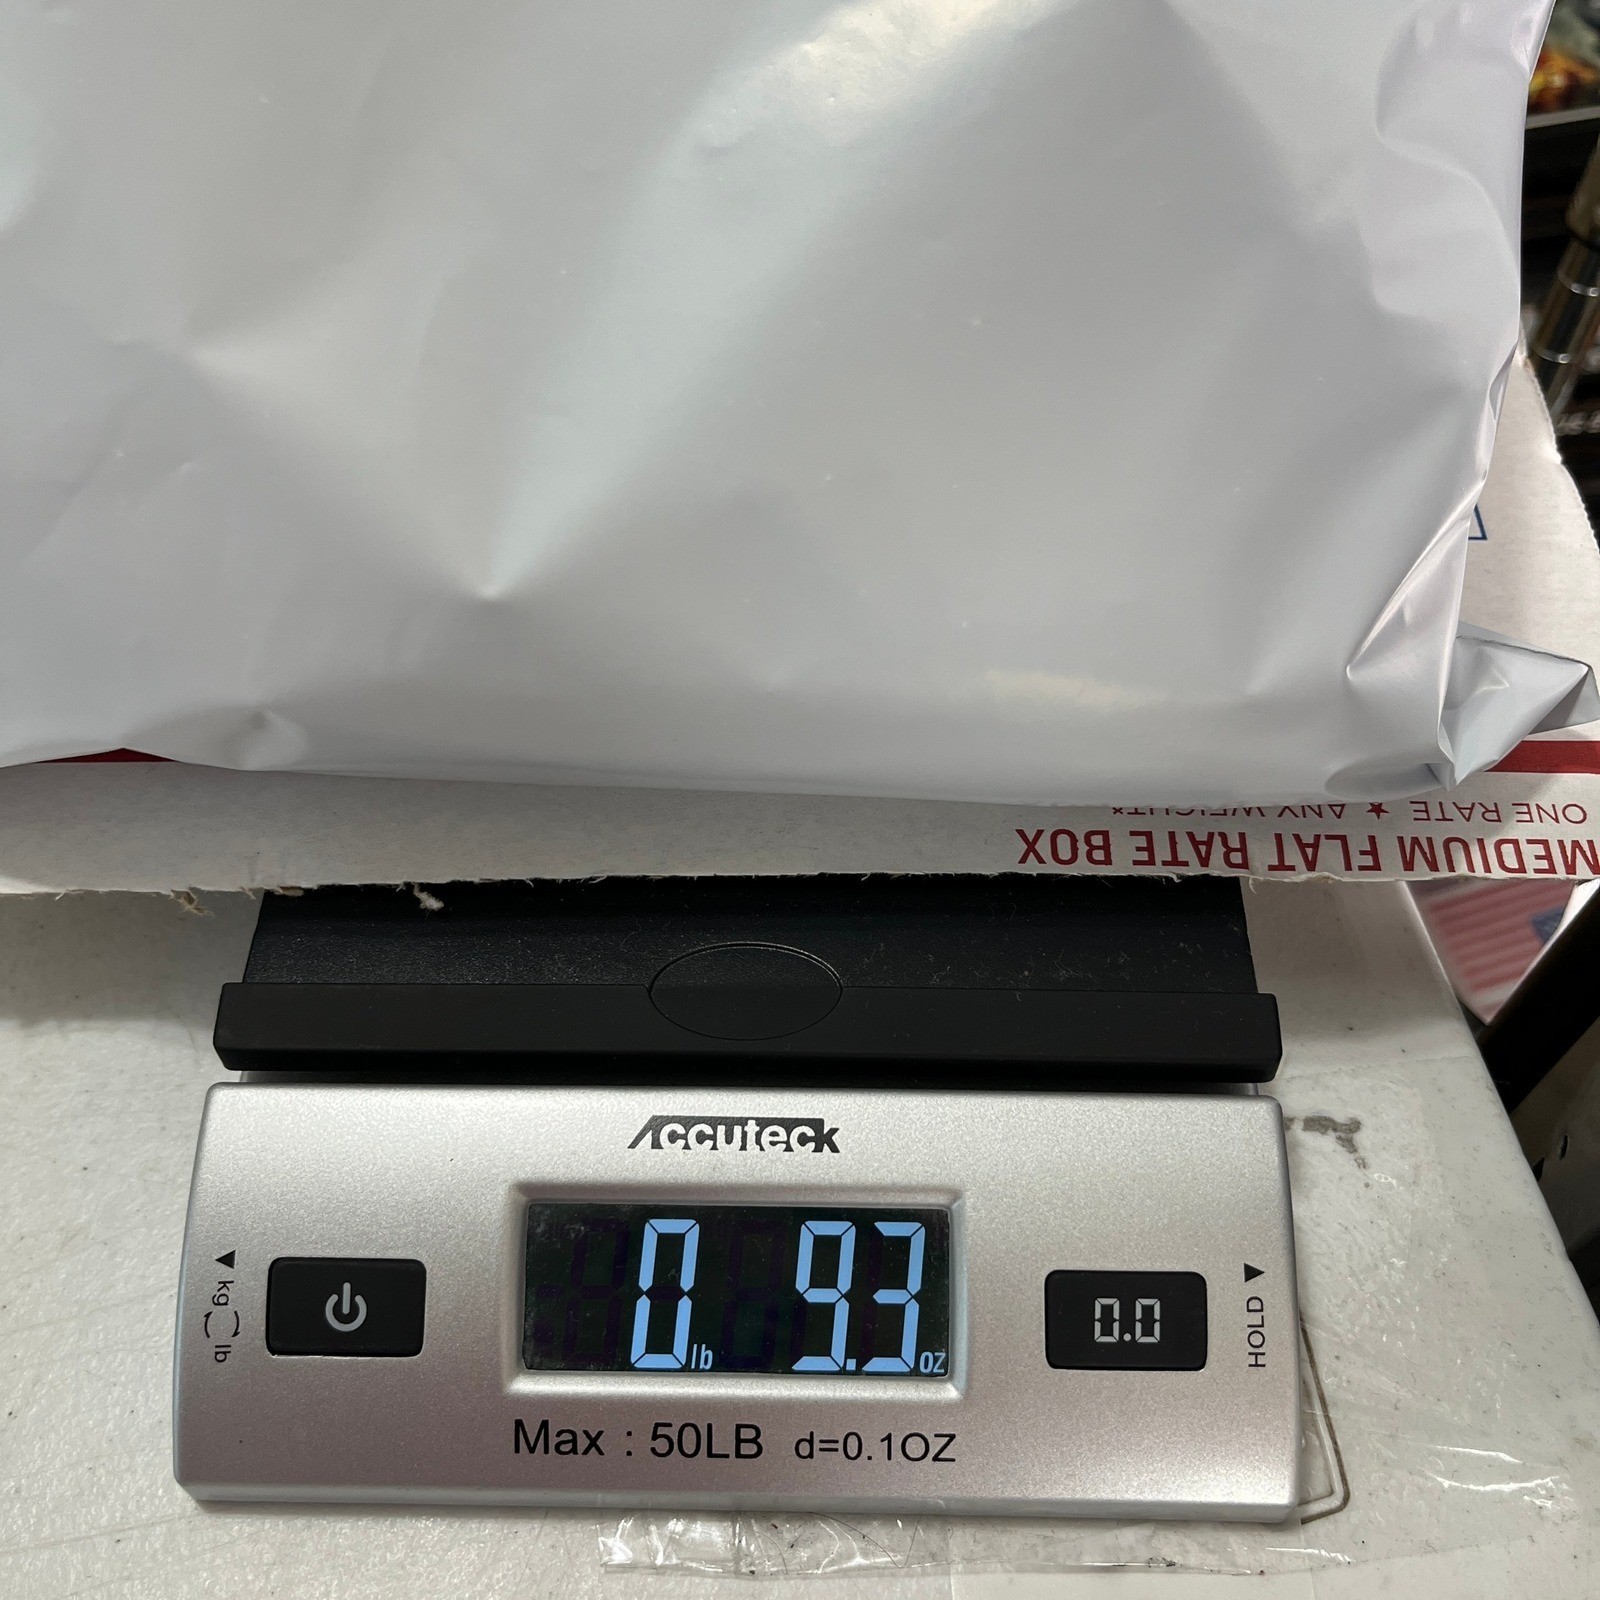 ONE RATE ★ ANY WEIGHT*
MEDIUM FLAT RATE BOX
Accuteck
0 lb 9.3 oz
kg lb
0.0
HOLD
Max : 50LB d=0.1OZ